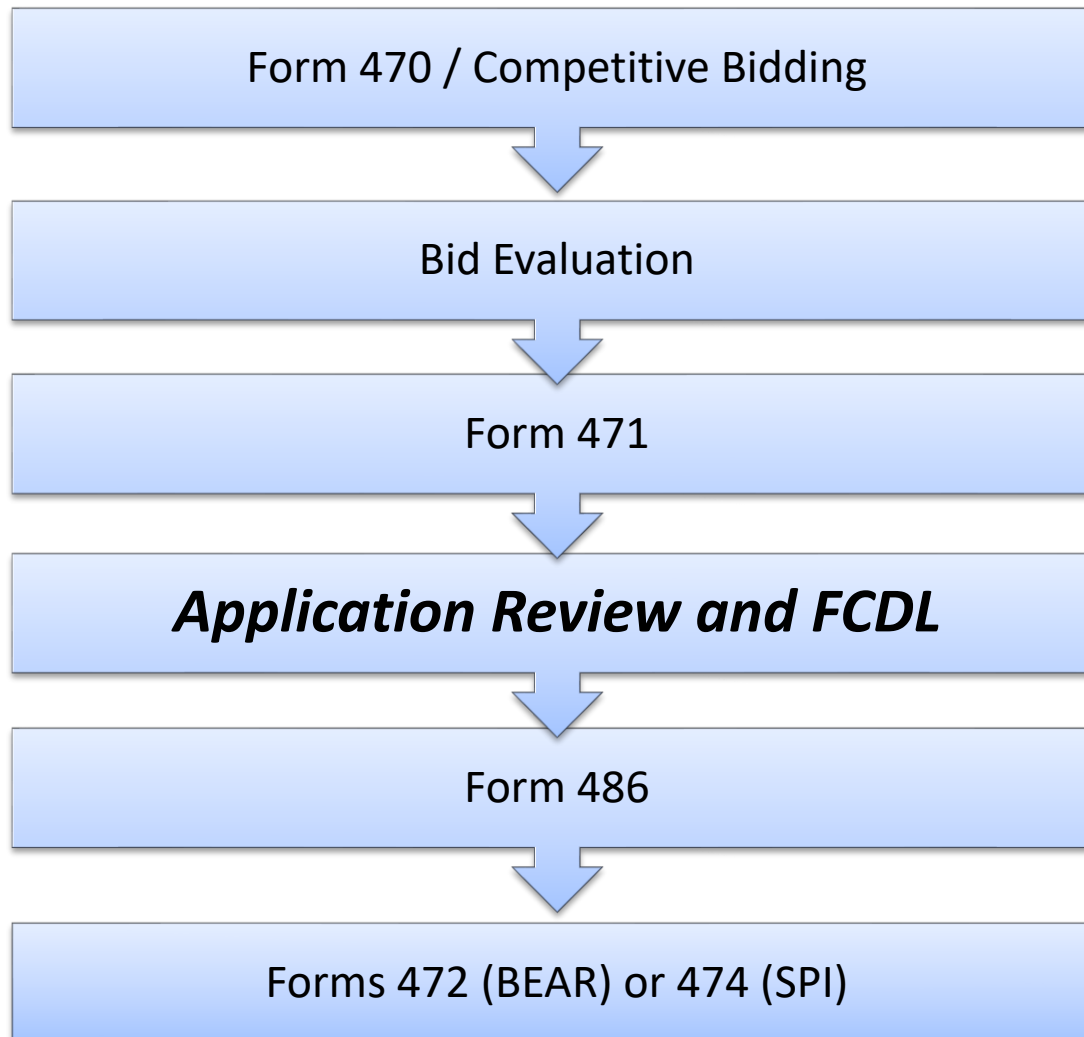 Form 470 / Competitive Bidding
Bid Evaluation
Form 471
Application Review and FCDL
Form 486
Forms 472 (BEAR) or 474 (SPI)